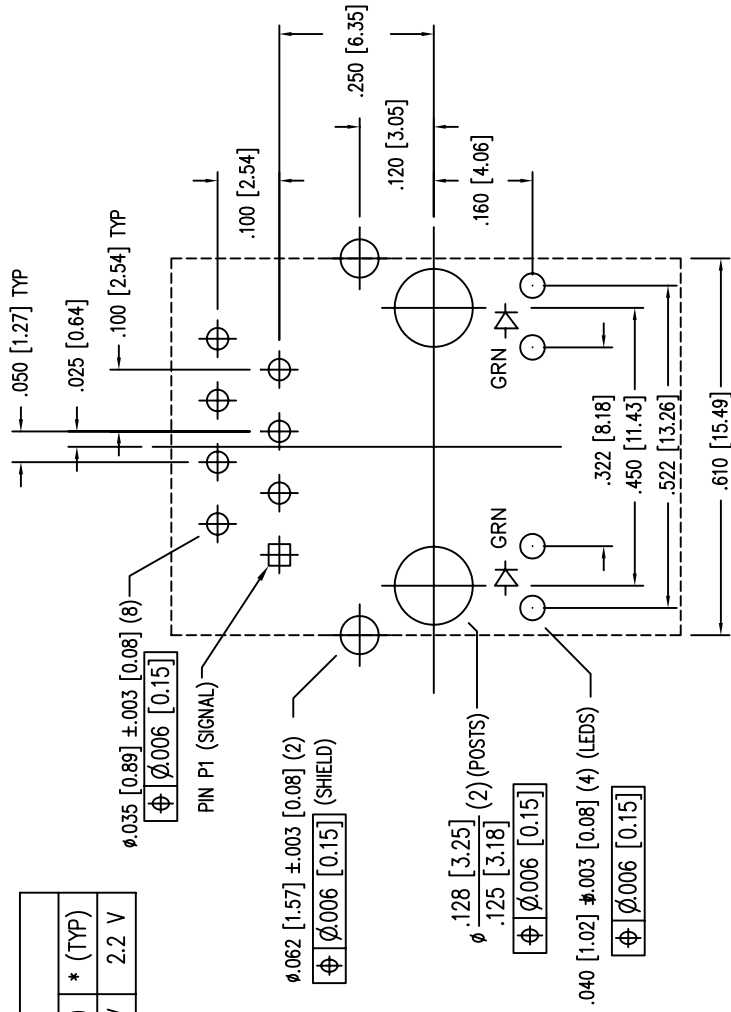 .050 [1.27] TYP
.025 [0.64]
.100 [2.54] TYP
.100 [2.54]
.250 [6.35]
.120 [3.05]
.160 [4.06]
ø.035 [0.89] ±.003 [0.08] (8)
⌖ Ø.006 [0.15]
PIN P1 (SIGNAL)
ø.062 [1.57] ±.003 [0.08] (2)
⌖ Ø.006 [0.15] (SHIELD)
ø .128 [3.25]
.125 [3.18] (2) (POSTS)
⌖ Ø.006 [0.15]
.040 [1.02] ±.003 [0.08] (4) (LEDS)
⌖ Ø.006 [0.15]
GRN
GRN
.322 [8.18]
.450 [11.43]
.522 [13.26]
.610 [15.49]
) * (TYP)
V 2.2 V